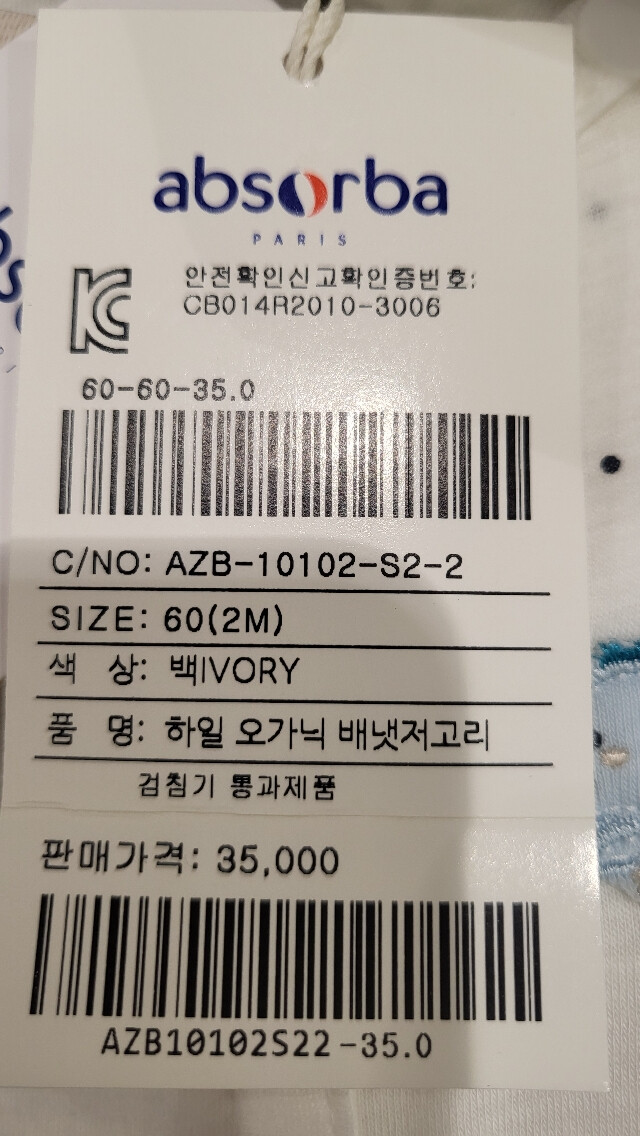 absorba
PARIS
안전확인신고확인증번호:
CB014R2010-3006
60-60-35.0
C/NO: AZB-10102-S2-2
SIZE: 60(2M)
색 상: 백IVORY
품 명: 하일 오가닉 배냇저고리
검침기 통과제품
판매가격: 35,000
AZB10102S22-35.0